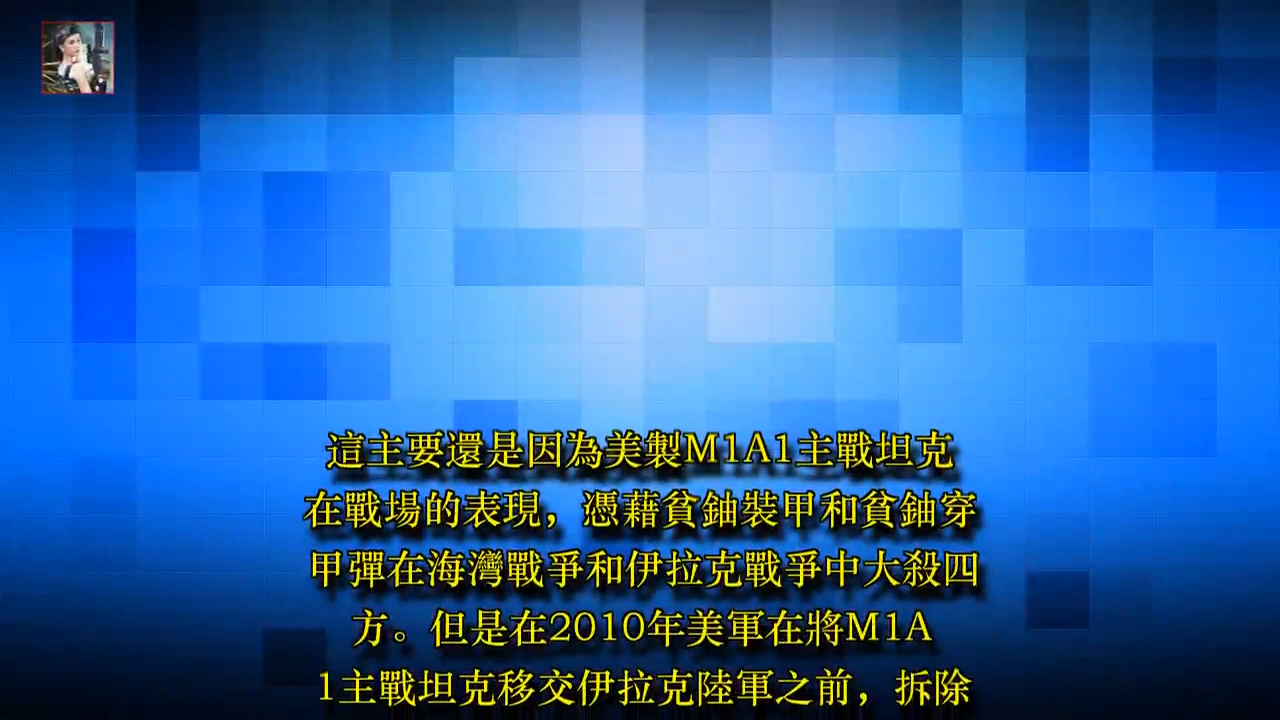 這主要還是因為美製M1A1主戰坦克
在戰場的表現，憑藉貧鈾裝甲和貧鈾穿
甲彈在海灣戰爭和伊拉克戰爭中大殺四
方。但是在2010年美軍在將M1A
1主戰坦克移交伊拉克陸軍之前，拆除